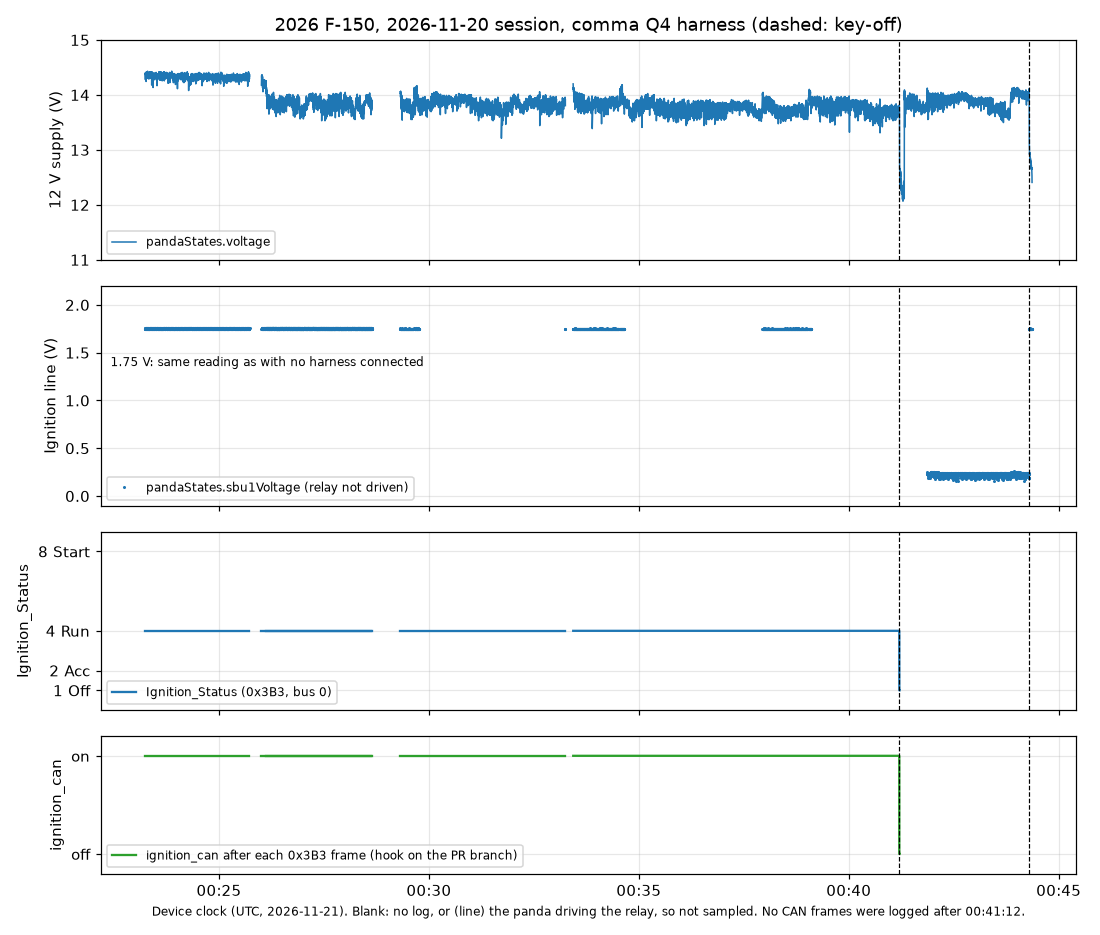 2026 F-150, 2026-11-20 session, comma Q4 harness (dashed: key-off)
15
14
13
12
11
12 V supply (V)
pandaStates.voltage
2.0
1.5
1.0
0.5
0.0
Ignition line (V)
1.75 V: same reading as with no harness connected
pandaStates.sbu1Voltage (relay not driven)
8 Start
4 Run
2 Acc
1 Off
Ignition_Status
Ignition_Status (0x3B3, bus 0)
on
off
ignition_can
ignition_can after each 0x3B3 frame (hook on the PR branch)
00:25
00:30
00:35
00:40
00:45
Device clock (UTC, 2026-11-21). Blank: no log, or (line) the panda driving the relay, so not sampled. No CAN frames were logged after 00:41:12.